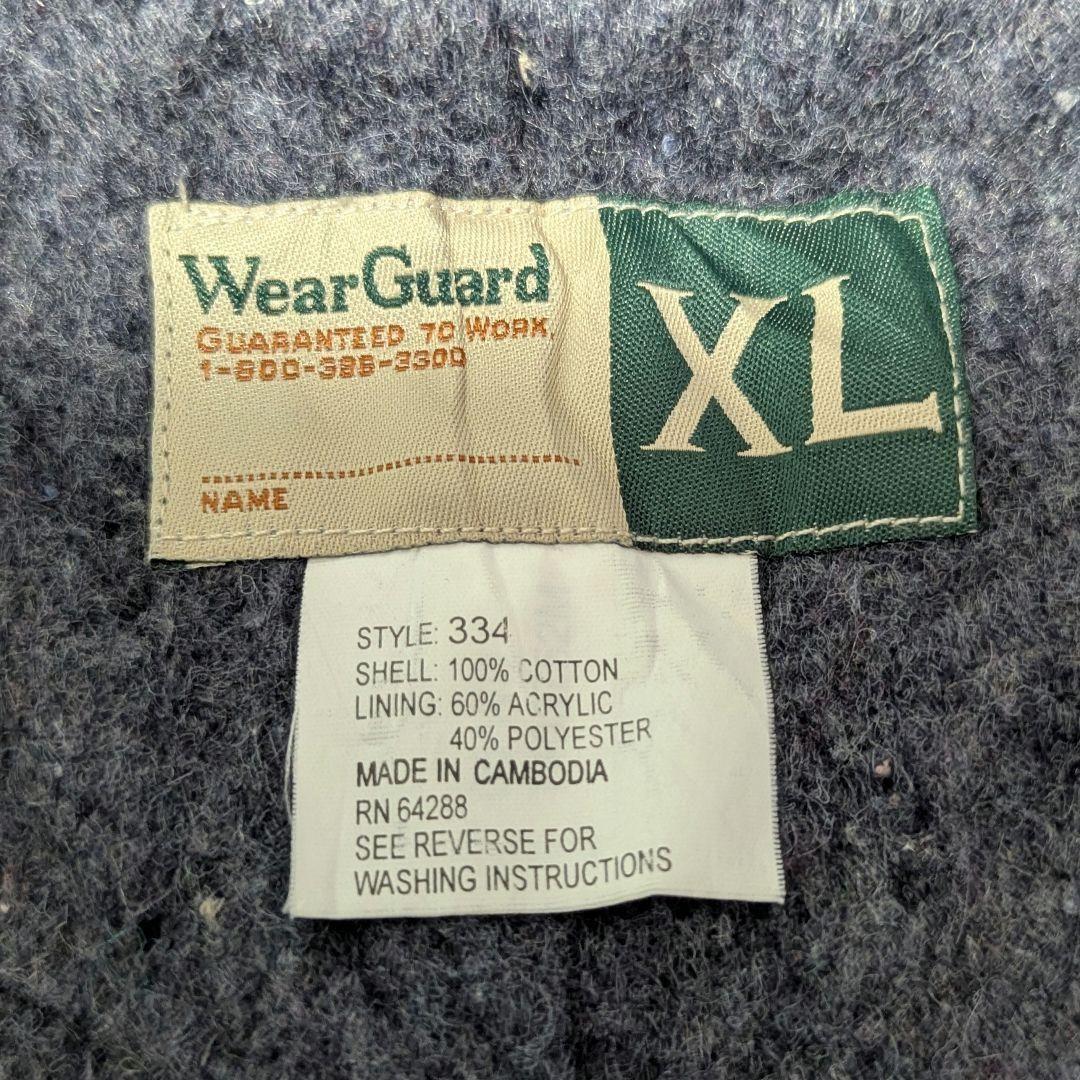 WearGuard
GUARANTEED TO WORK.
1-800-388-3300
XL
NAME
STYLE: 334
SHELL: 100% COTTON
LINING: 60% ACRYLIC
40% POLYESTER
MADE IN CAMBODIA
RN 64288
SEE REVERSE FOR
WASHING INSTRUCTIONS